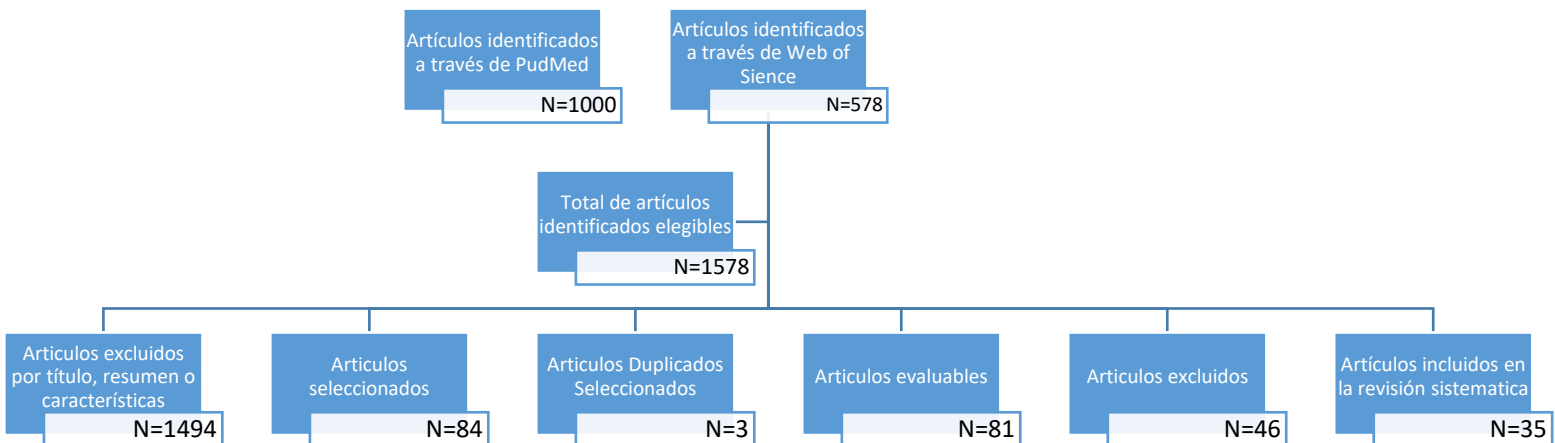 Artículos identificados
a través de PudMed
N=1000
Artículos identificados
a través de Web of
Sience
N=578
Total de artículos
identificados elegibles
N=1578
Articulos excluidos
por título, resumen o
características
N=1494
Articulos
seleccionados
N=84
Articulos Duplicados
Seleccionados
N=3
Articulos evaluables
N=81
Articulos excluidos
N=46
Artículos incluidos en
la revisión sistematica
N=35